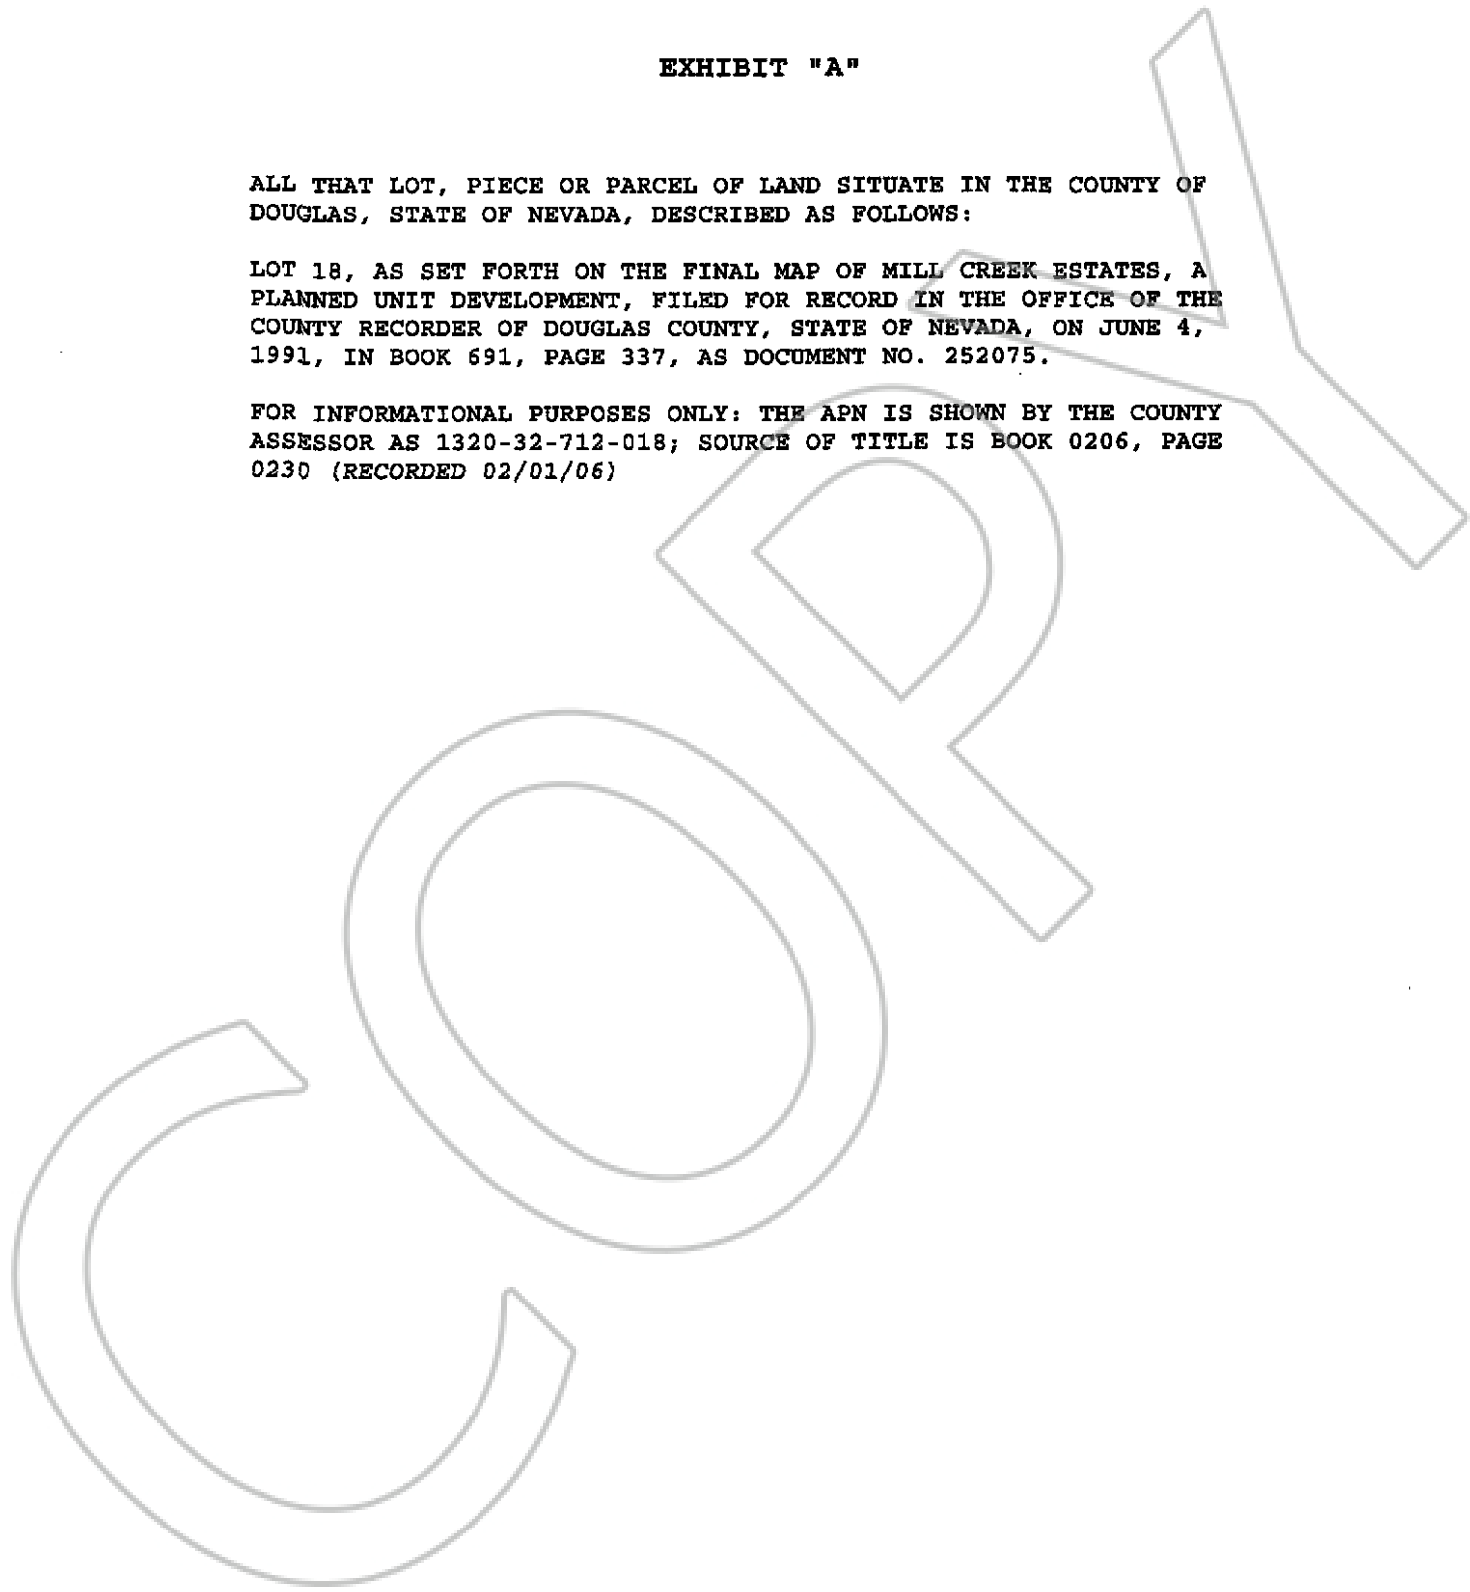 EXHIBIT "A"
ALL THAT LOT, PIECE OR PARCEL OF LAND SITUATE IN THE COUNTY OF
DOUGLAS, STATE OF NEVADA, DESCRIBED AS FOLLOWS:
LOT 18, AS SET FORTH ON THE FINAL MAP OF MILL CREEK ESTATES, A
PLANNED UNIT DEVELOPMENT, FILED FOR RECORD IN THE OFFICE OF THE
COUNTY RECORDER OF DOUGLAS COUNTY, STATE OF NEVADA, ON JUNE 4,
1991, IN BOOK 691, PAGE 337, AS DOCUMENT NO. 252075.
FOR INFORMATIONAL PURPOSES ONLY: THE APN IS SHOWN BY THE COUNTY
ASSESSOR AS 1320-32-712-018; SOURCE OF TITLE IS BOOK 0206, PAGE
0230 (RECORDED 02/01/06)
COPY